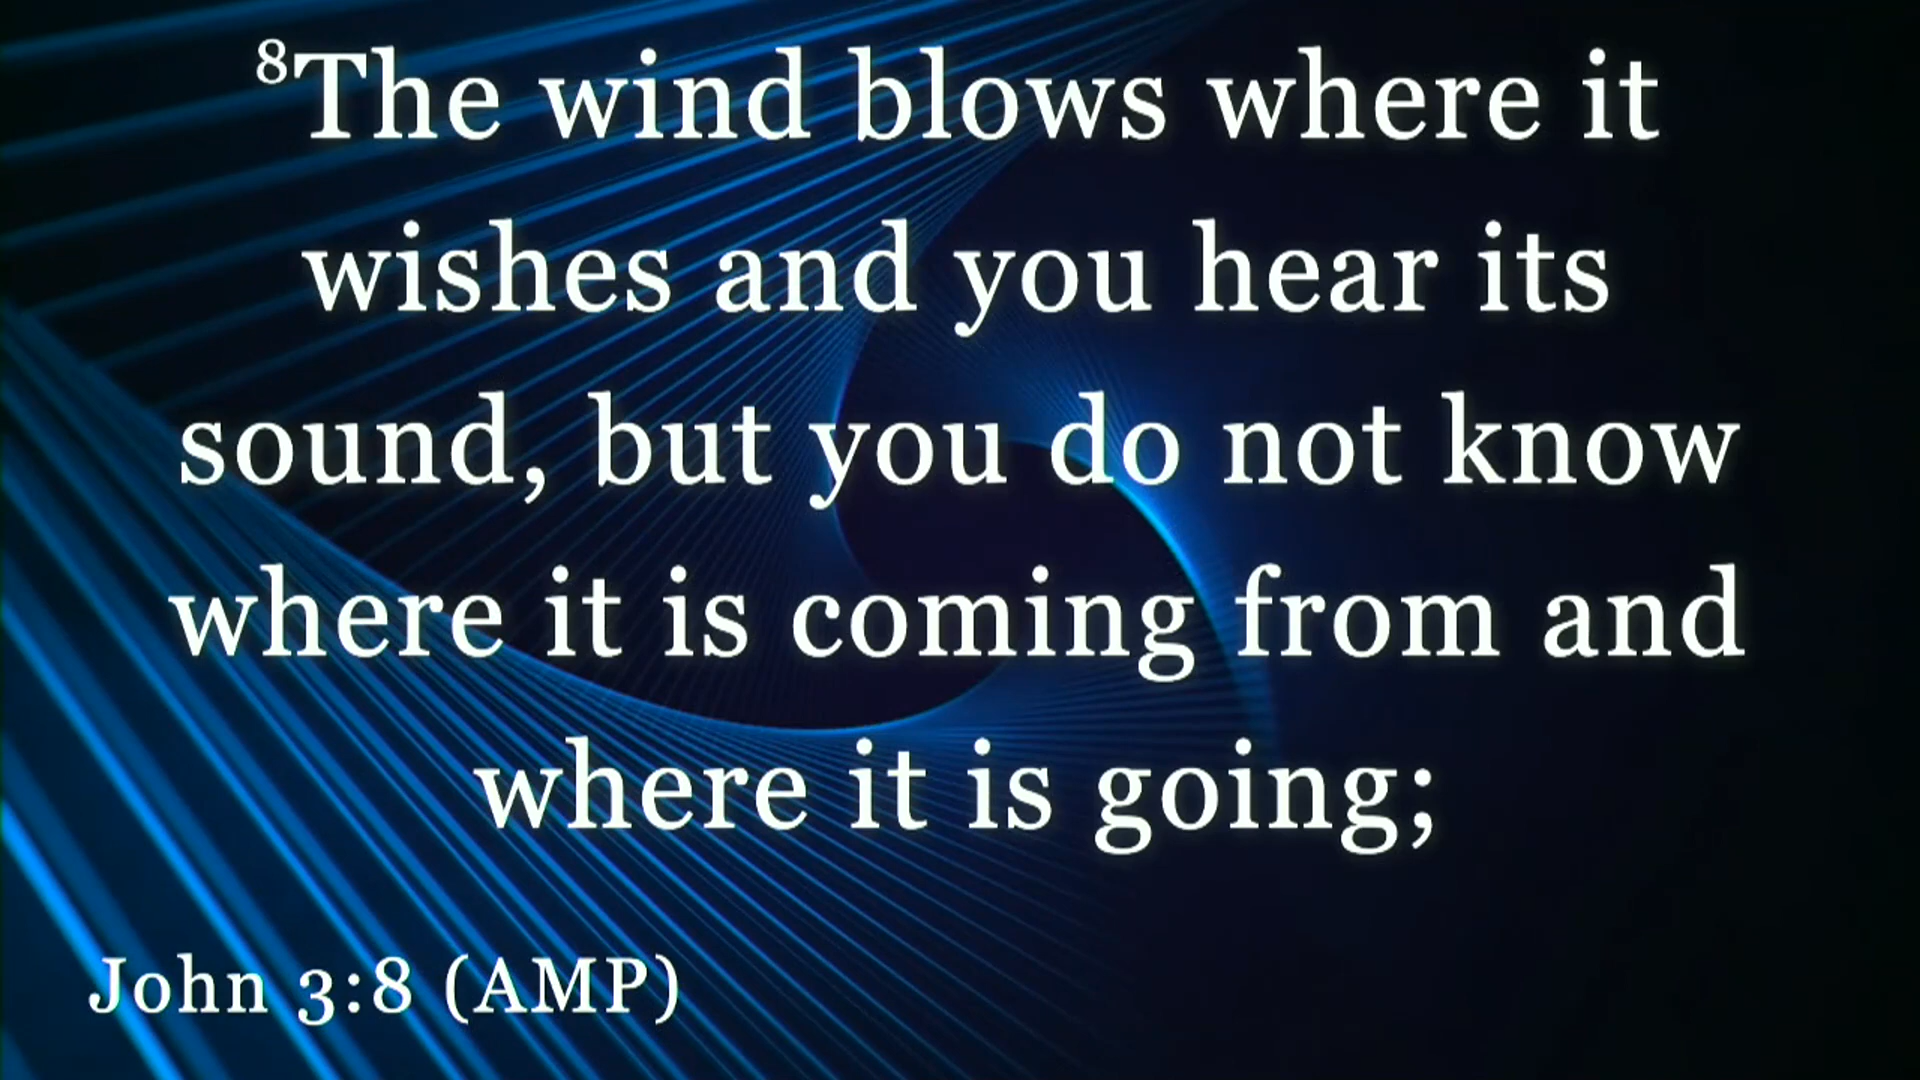 ⁸The wind blows where it
wishes and you hear its
sound, but you do not know
where it is coming from and
where it is going;
John 3:8 (AMP)